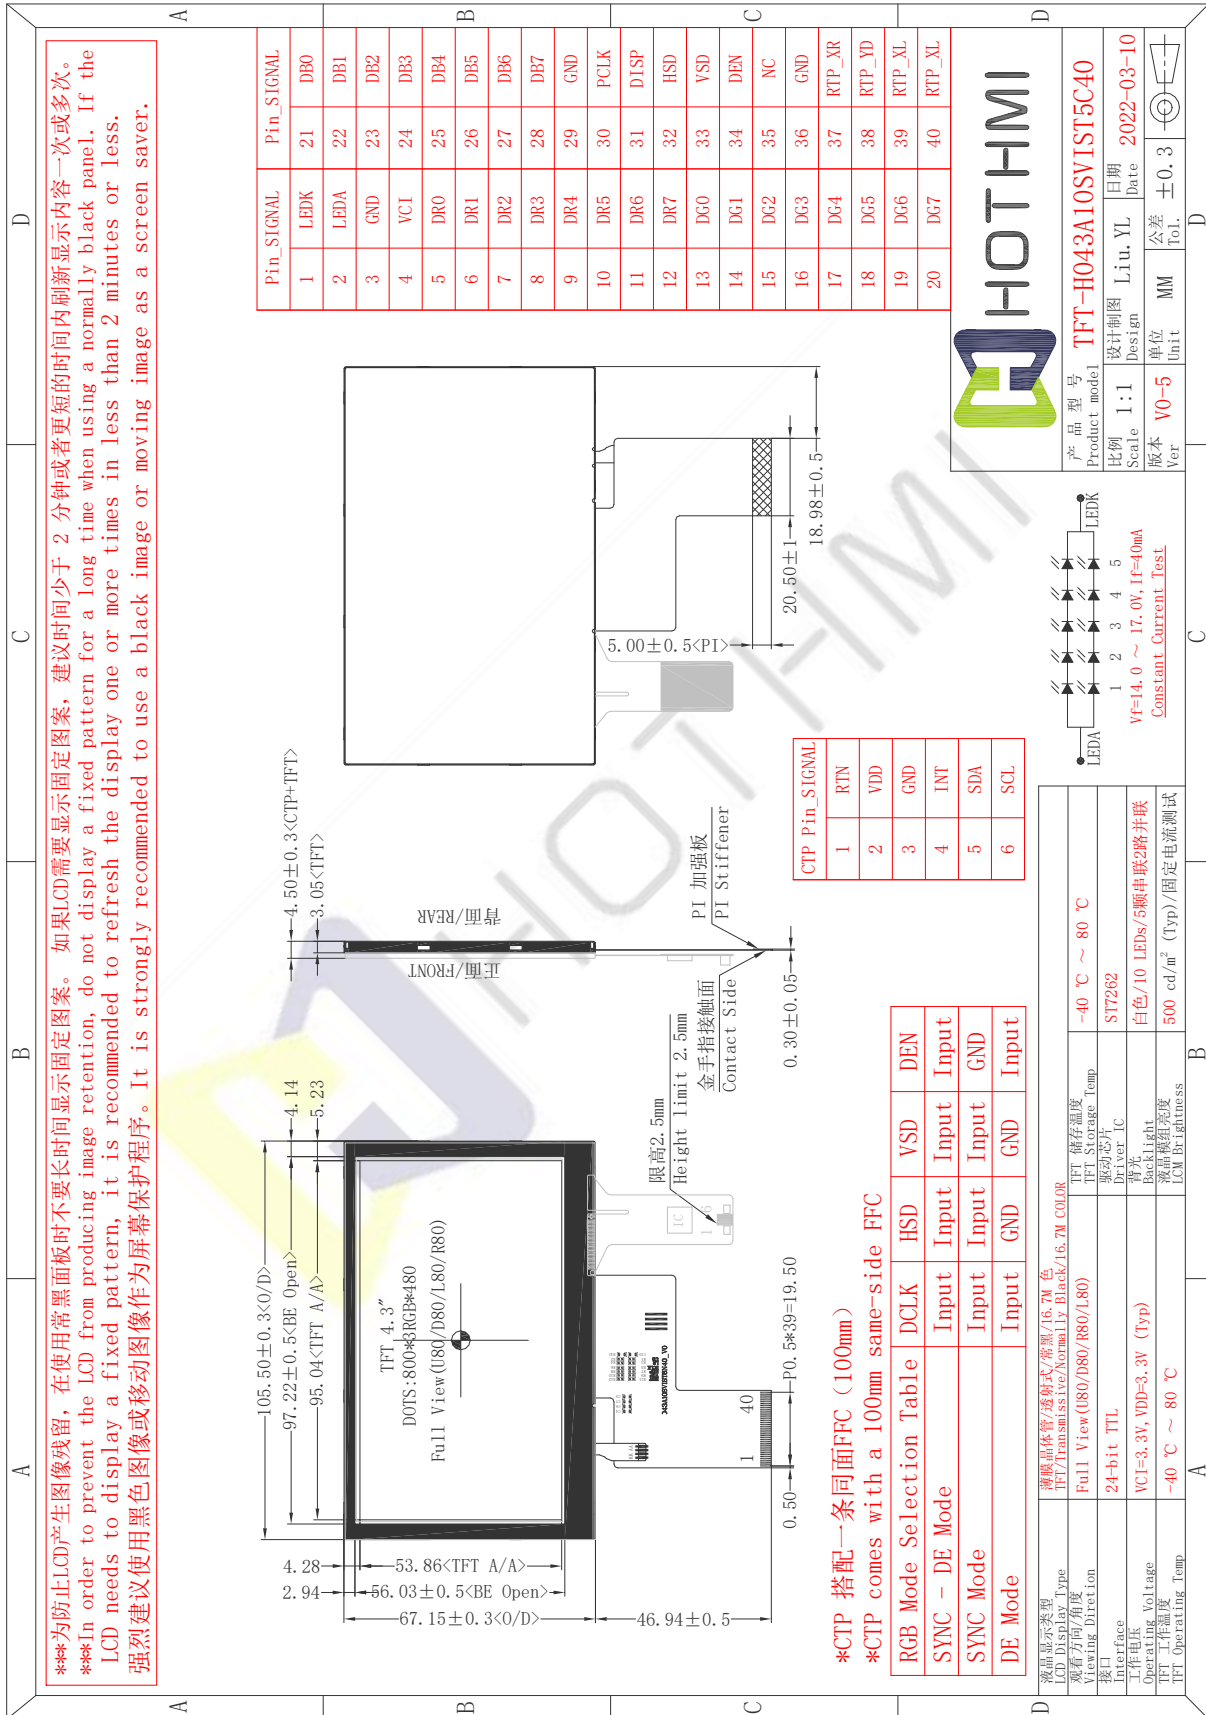 ***为防止LCD产生图像残留，在使用常黑面板时不要长时间显示固定图案。 如果LCD需要显示固定图案，建议时间少于 2 分钟或者更短的时间内刷新显示内容一次或多次。
***In order to prevent the LCD from producing image retention, do not display a fixed pattern for a long time when using a normally black panel. If the
LCD needs to display a fixed pattern, it is recommended to refresh the display one or more times in less than 2 minutes or less.
强烈建议使用黑色图像或移动图像作为屏幕保护程序。It is strongly recommended to use a black image or moving image as a screen saver.
A B C D
105.50±0.3<O/D>
97.22±0.5<BE Open>
95.04<TFT A/A>
4.14
5.23
4.28
2.94
53.86<TFT A/A>
56.03±0.5<BE Open>
67.15±0.3<O/D>
46.94±0.5
TFT 4.3″
DOTS:800*3RGB*480
Full View(U80/D80/L80/R80)
IC
1 6
043A10SVIST5C40_V0
1 40
0.50
P0.5*39=19.50
限高2.5mm
Height limit 2.5mm
4.50±0.3<CTP+TFT>
3.05<TFT>
正面/FRONT
背面/REAR
PI 加强板
PI Stiffener
金手指接触面
Contact Side
0.30±0.05
5.00±0.5<PI>
20.50±1
18.98±0.5
Pin_SIGNAL Pin_SIGNAL
1 LEDK 21 DB0
2 LEDA 22 DB1
3 GND 23 DB2
4 VCI 24 DB3
5 DR0 25 DB4
6 DR1 26 DB5
7 DR2 27 DB6
8 DR3 28 DB7
9 DR4 29 GND
10 DR5 30 PCLK
11 DR6 31 DISP
12 DR7 32 HSD
13 DG0 33 VSD
14 DG1 34 DEN
15 DG2 35 NC
16 DG3 36 GND
17 DG4 37 RTP_XR
18 DG5 38 RTP_YD
19 DG6 39 RTP_XL
20 DG7 40 RTP_XL
CTP Pin_SIGNAL
1 RTN
2 VDD
3 GND
4 INT
5 SDA
6 SCL
*CTP 搭配一条同面FFC (100mm)
*CTP comes with a 100mm same-side FFC
RGB Mode Selection Table DCLK HSD VSD DEN
SYNC - DE Mode Input Input Input Input
SYNC Mode Input Input Input GND
DE Mode Input GND GND Input
液晶显示类型
LCD Display Type
薄膜晶体管/透射式/常黑/16.7M 色
TFT/Transmissive/Normally Black/16.7M COLOR
观看方向/角度
Viewing Diretion
Full View(U80/D80/R80/L80)
接口
Interface
24-bit TTL
工作电压
Operating Voltage
VCI=3.3V, VDD=3.3V (Typ)
TFT 工作温度
TFT Operating Temp
-40 ℃ ~ 80 ℃
TFT 储存温度
TFT Storage Temp
-40 ℃ ~ 80 ℃
驱动芯片
Driver IC
ST7262
背光
Backlight
白色/10 LEDs/5颗串联2路并联
液晶模组亮度
LCM Brightness
500 cd/m² (Typ)/固定电流测试
LEDA
LEDK
1 2 3 4 5
Vf=14.0 ~ 17.0V, If=40mA
Constant Current Test
HOTHMI
产 品 型 号
Product model
TFT-H043A10SVIST5C40
比例
Scale
1:1
设计制图
Design
Liu.YL
日期
Date
2022-03-10
版本
Ver
V0-5
单位
Unit
MM
公差
Tol.
±0.3
A B C D
HOTHMI